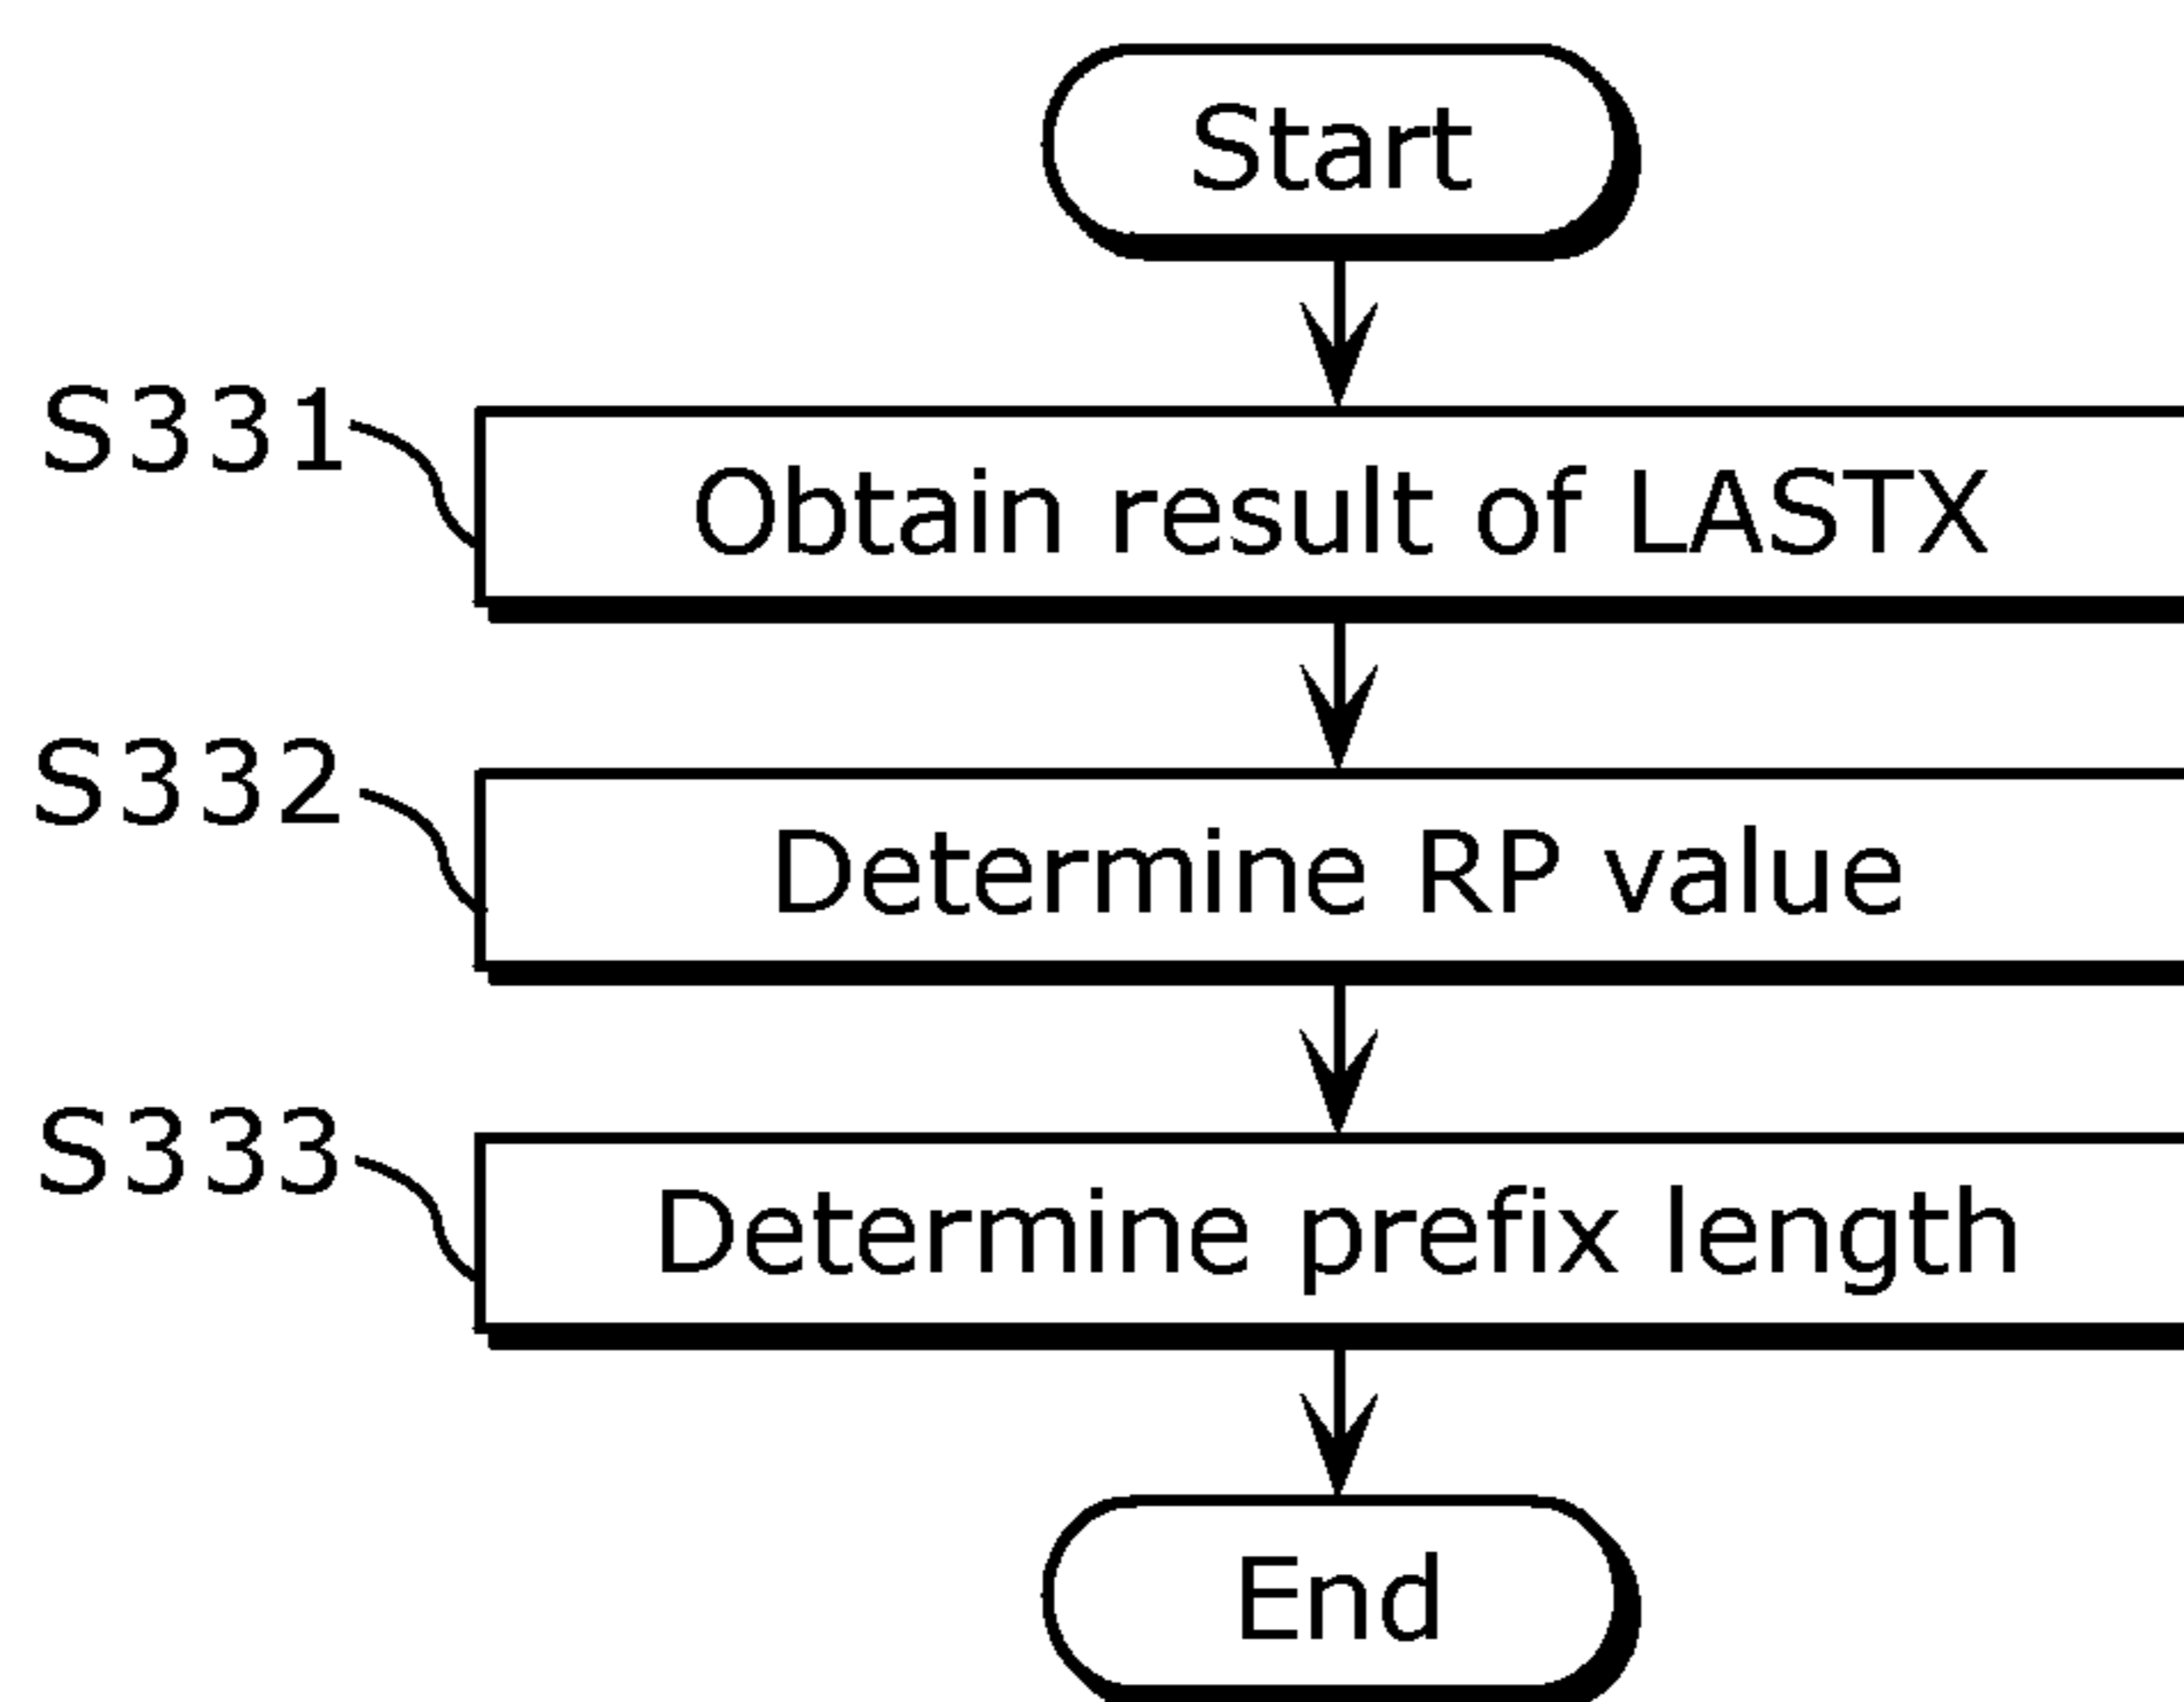 Start
S331
Obtain result of LASTX
S332
Determine RP value
S333
Determine prefix length
End